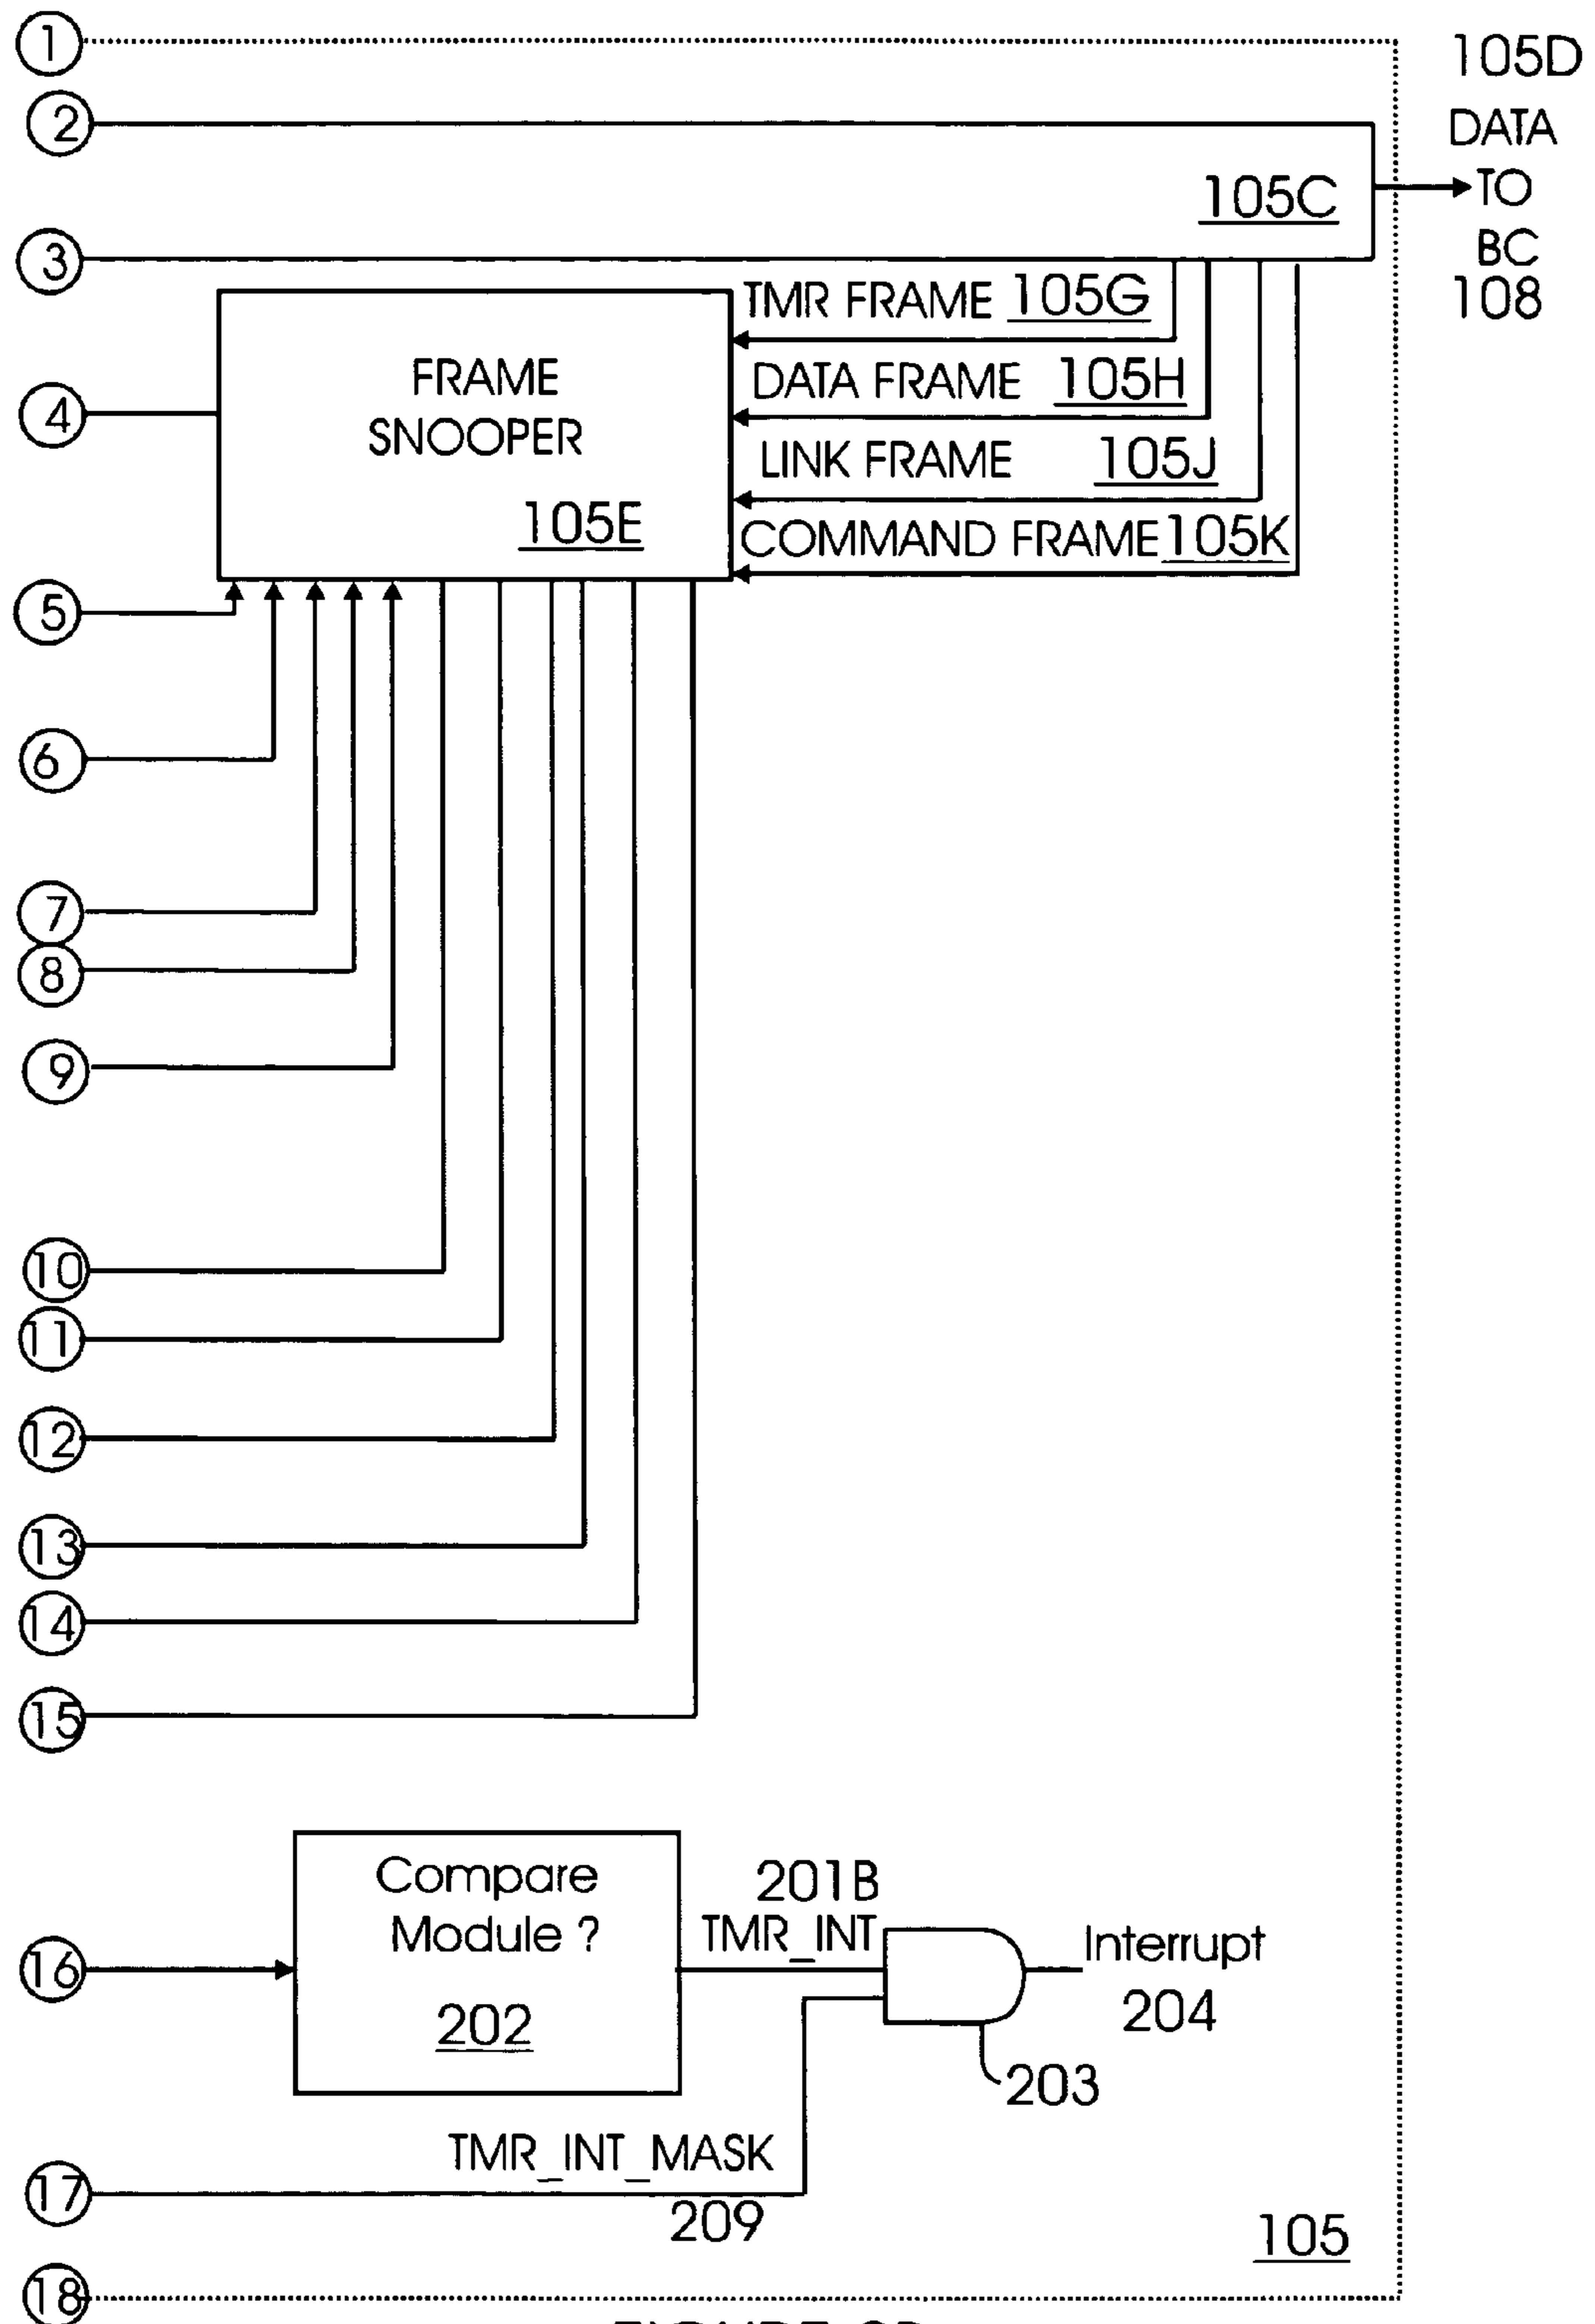 1
105D
2
DATA
105C
TO
3
BC
108
TMR FRAME 105G
FRAME
SNOOPER
105E
DATA FRAME 105H
LINK FRAME 105J
COMMAND FRAME 105K
4
5
6
7
8
9
10
11
12
13
14
15
Compare
Module ?
202
201B
TMR_INT
Interrupt
204
203
16
TMR_INT_MASK
209
17
105
18